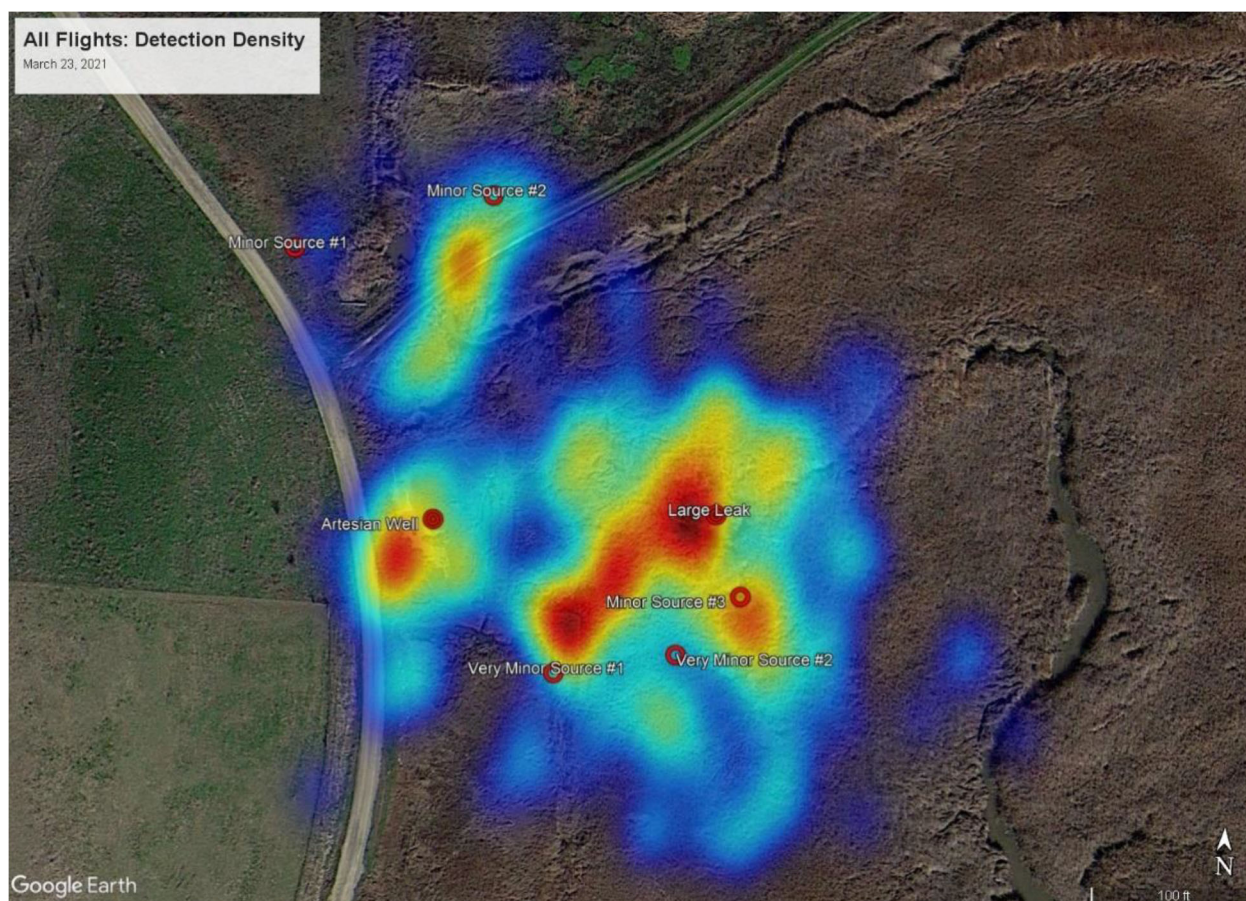 All Flights: Detection Density
March 23, 2021
Minor Source #2
Minor Source #1
Large Leak
Artesian Well
Minor Source #3
Very Minor Source #2
Very Minor Source #1
N
Google Earth
100 ft